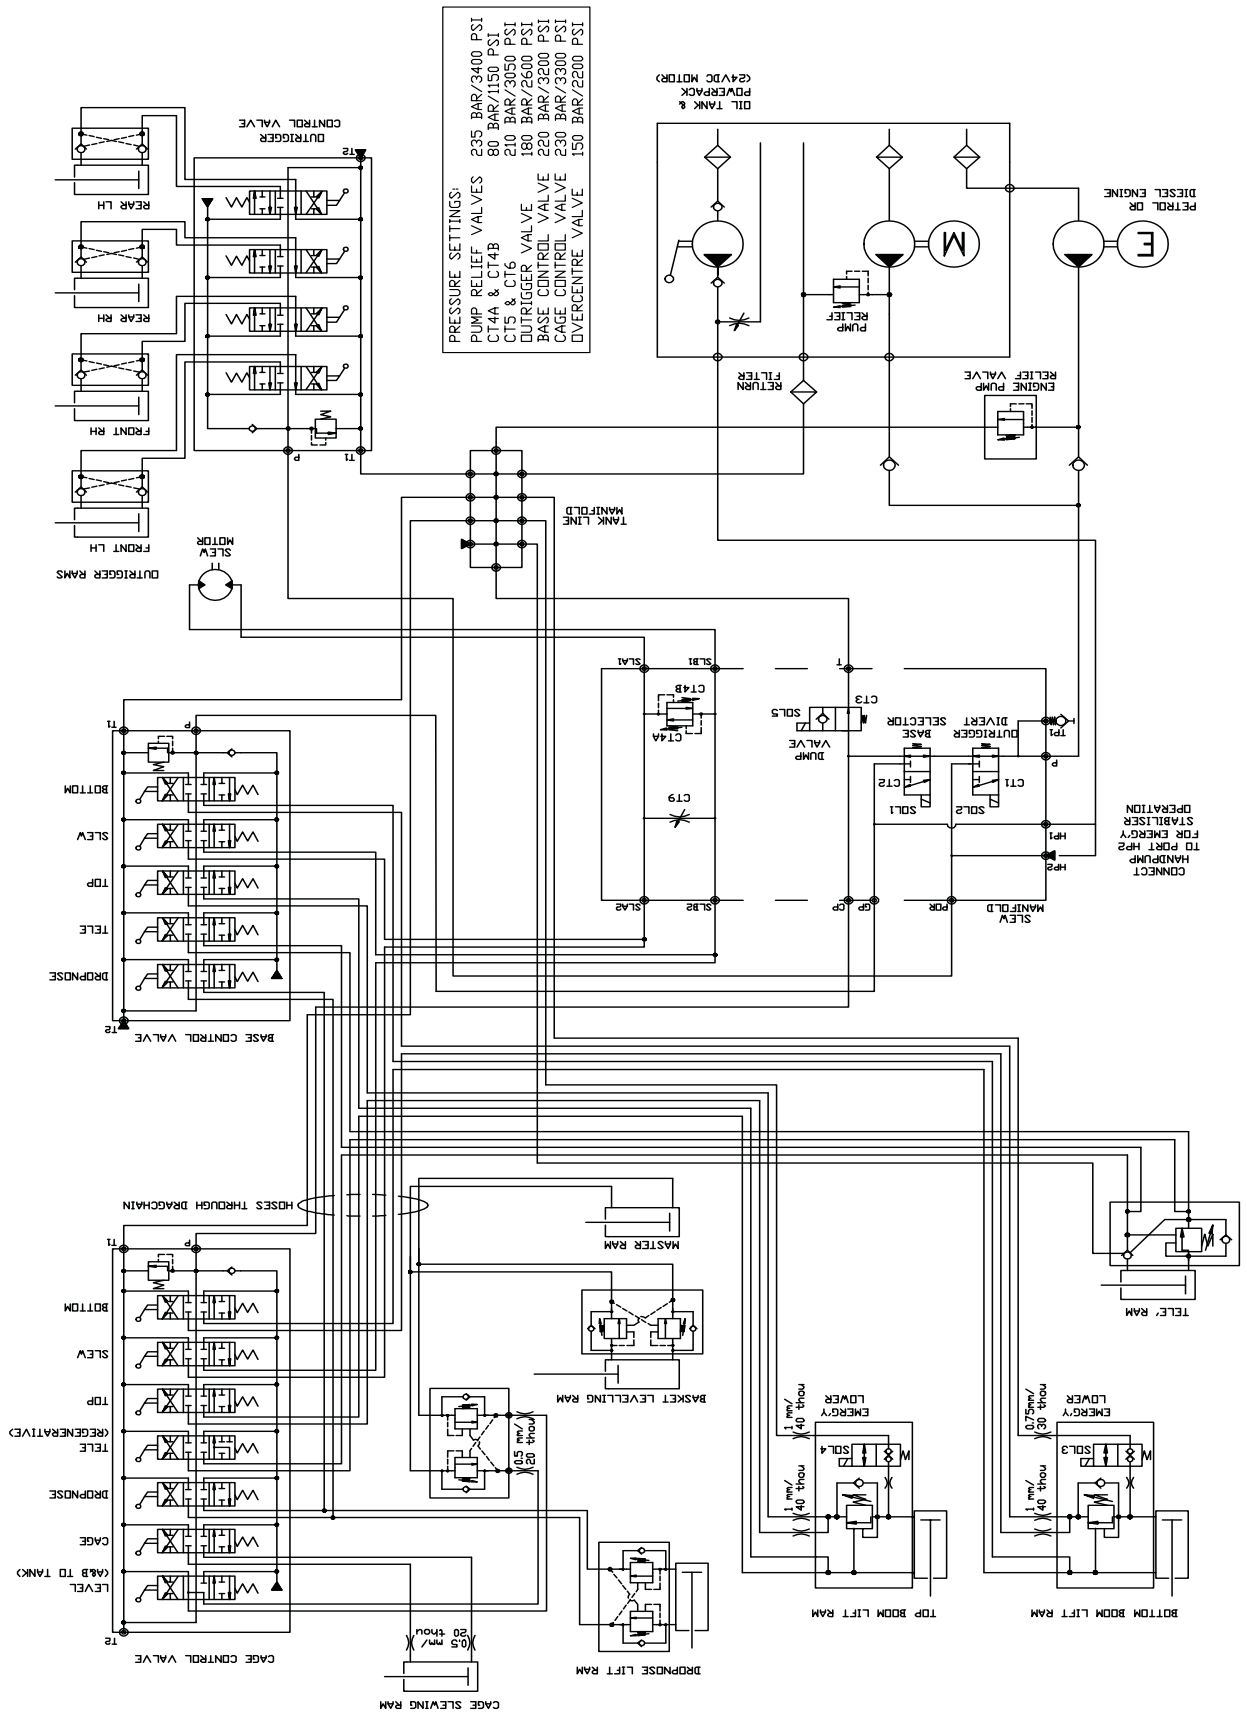 PRESSURE SETTINGS:
PUMP RELIEF VALVES 235 BAR/3400 PSI
CT4A & CT4B 80 BAR/1150 PSI
CT5 & CT6 210 BAR/3050 PSI
OUTRIGGER VALVE 180 BAR/2600 PSI
BASE CONTROL VALVE 220 BAR/3200 PSI
CAGE CONTROL VALVE 230 BAR/3300 PSI
OVERCENTRE VALVE 150 BAR/2200 PSI
OIL TANK &
POWERPACK
(24VDC MOTOR)
OUTRIGGER
CONTROL VALVE
T2
REAR LH
REAR RH
FRONT RH
FRONT LH
OUTRIGGER RAMS
P
T1
PETROL OR
DIESEL ENGINE
E
M
PUMP
RELIEF
RETURN
FILTER
ENGINE PUMP
RELIEF VALVE
TANK LINE
MANIFOLD
SLEW
MOTOR
SLA1
SLB1
T
CT4B
CT4A
CT3
SOL5
DUMP
VALVE
BASE
SELECTOR
OUTRIGGER
DIVERT
TP1
P
CT2
CT1
SOL1
SOL2
CT9
HP1
HP2
CONNECT
HANDPUMP
TO PORT HP2
FOR EMERG'Y
STABILISER
OPERATION
SLA2
SLB2
CP
GP
POR
SLEW
MANIFOLD
T1
P
BOTTOM
SLEW
TOP
TELE
DROPNOSE
T2
BASE CONTROL VALVE
HOSES THROUGH DRAGCHAIN
MASTER RAM
T1
P
BOTTOM
SLEW
TOP
TELE
(REGENERATIVE)
DROPNOSE
CAGE
LEVEL
(A&B TO TANK)
T2
CAGE CONTROL VALVE
TELE' RAM
BASKET LEVELLING RAM
0.5 mm/
20 thou
EMERG'Y
LOWER
1 mm/
40 thou
SOL4
1 mm/
40 thou
EMERG'Y
LOWER
0.75mm/
30 thou
SOL3
1 mm/
40 thou
TOP BOOM LIFT RAM
BOTTOM BOOM LIFT RAM
0.5 mm/
20 thou
DROPNOSE LIFT RAM
CAGE SLEWING RAM